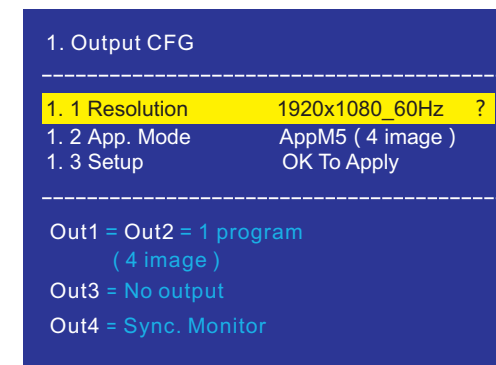 1. Output CFG
1. 1 Resolution 1920x1080_60Hz ?
1. 2 App. Mode AppM5 ( 4 image )
1. 3 Setup OK To Apply
Out1 = Out2 = 1 program
( 4 image )
Out3 = No output
Out4 = Sync. Monitor